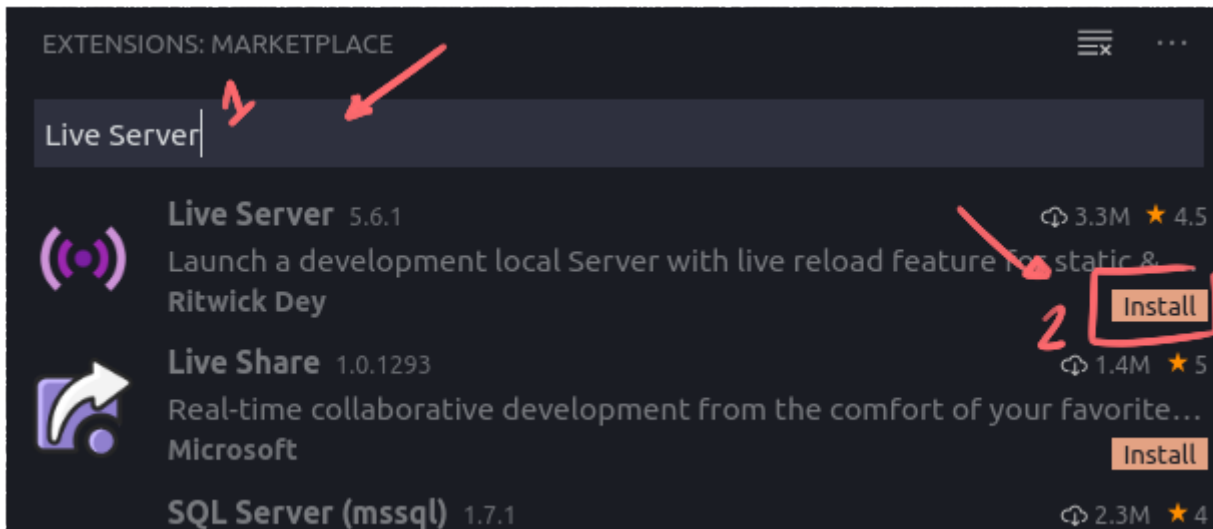 EXTENSIONS: MARKETPLACE
1
Live Server
Live Server 5.6.1 3.3M ★ 4.5
Launch a development local Server with live reload feature for static & ...
Ritwick Dey Install
2
Live Share 1.0.1293 1.4M ★ 5
Real-time collaborative development from the comfort of your favorite...
Microsoft Install
SQL Server (mssql) 1.7.1 2.3M ★ 4